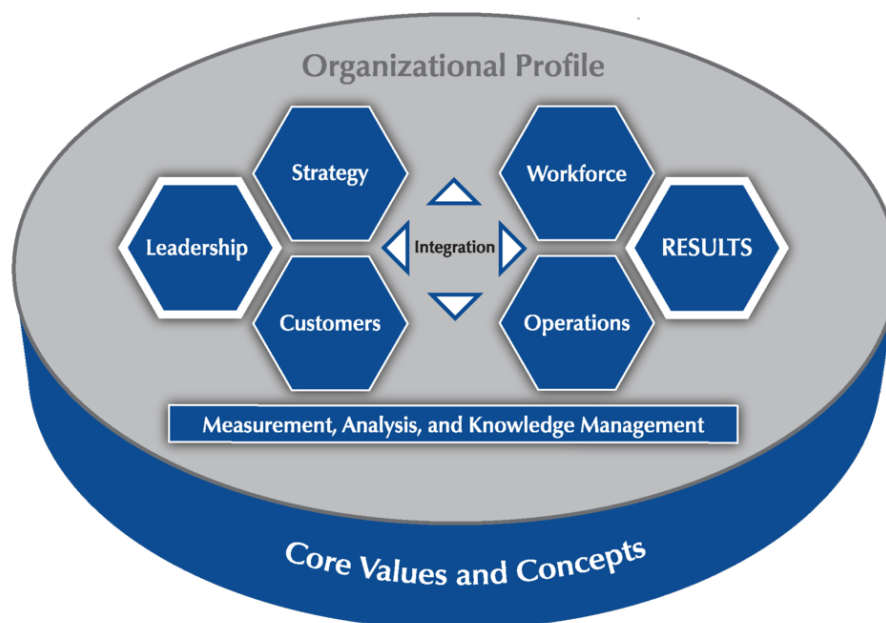 Organizational Profile
Strategy
Workforce
Leadership
Integration
RESULTS
Customers
Operations
Measurement, Analysis, and Knowledge Management
Core Values and Concepts